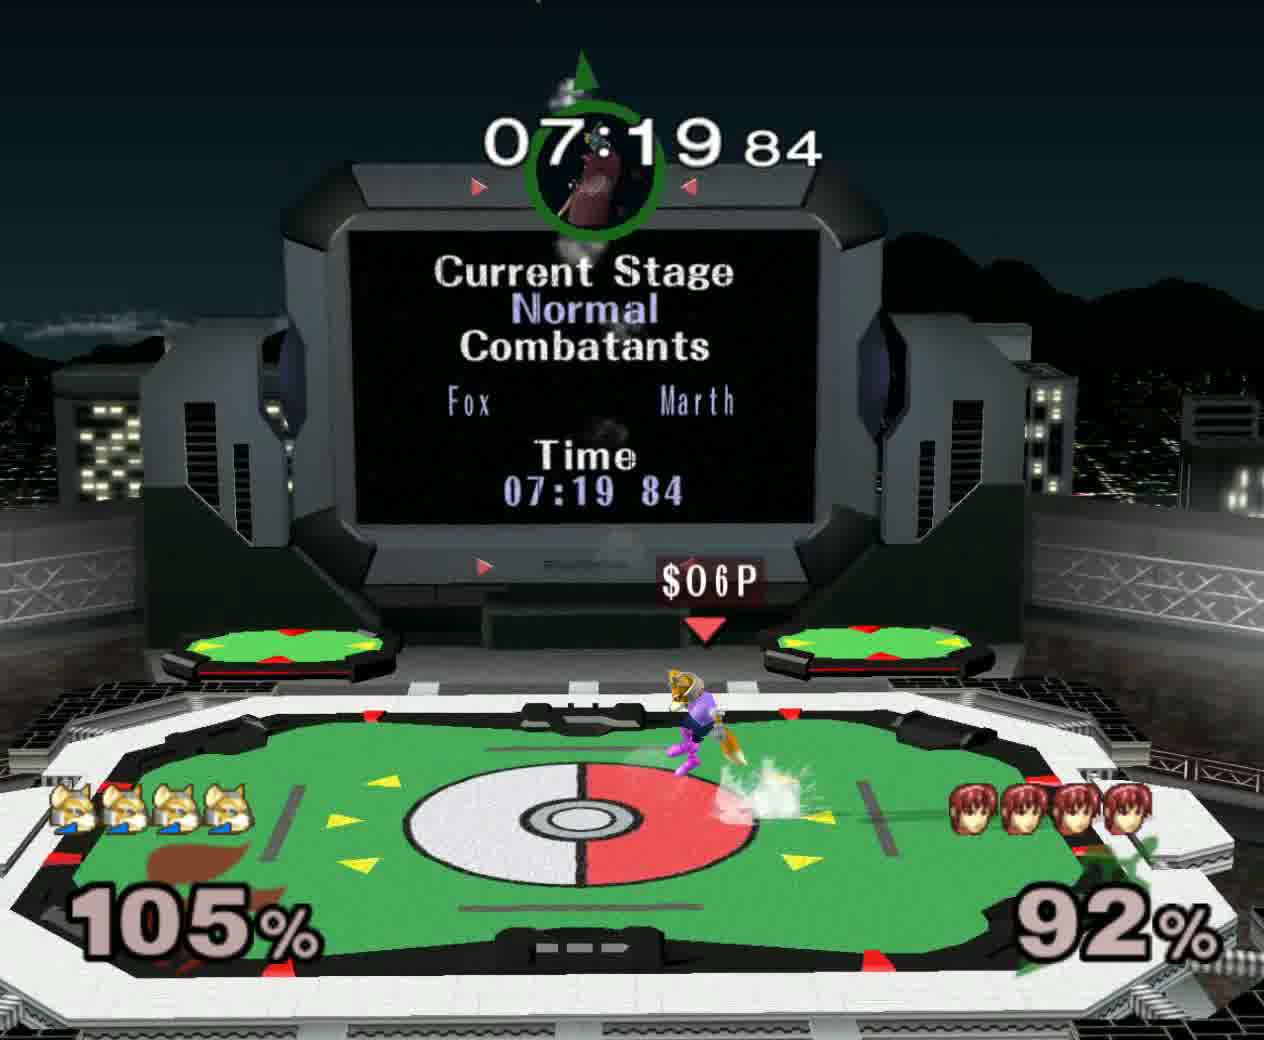 07:19 84
Current Stage
Normal
Combatants
Fox Marth
Time
07:19 84
$06P
105%
92%